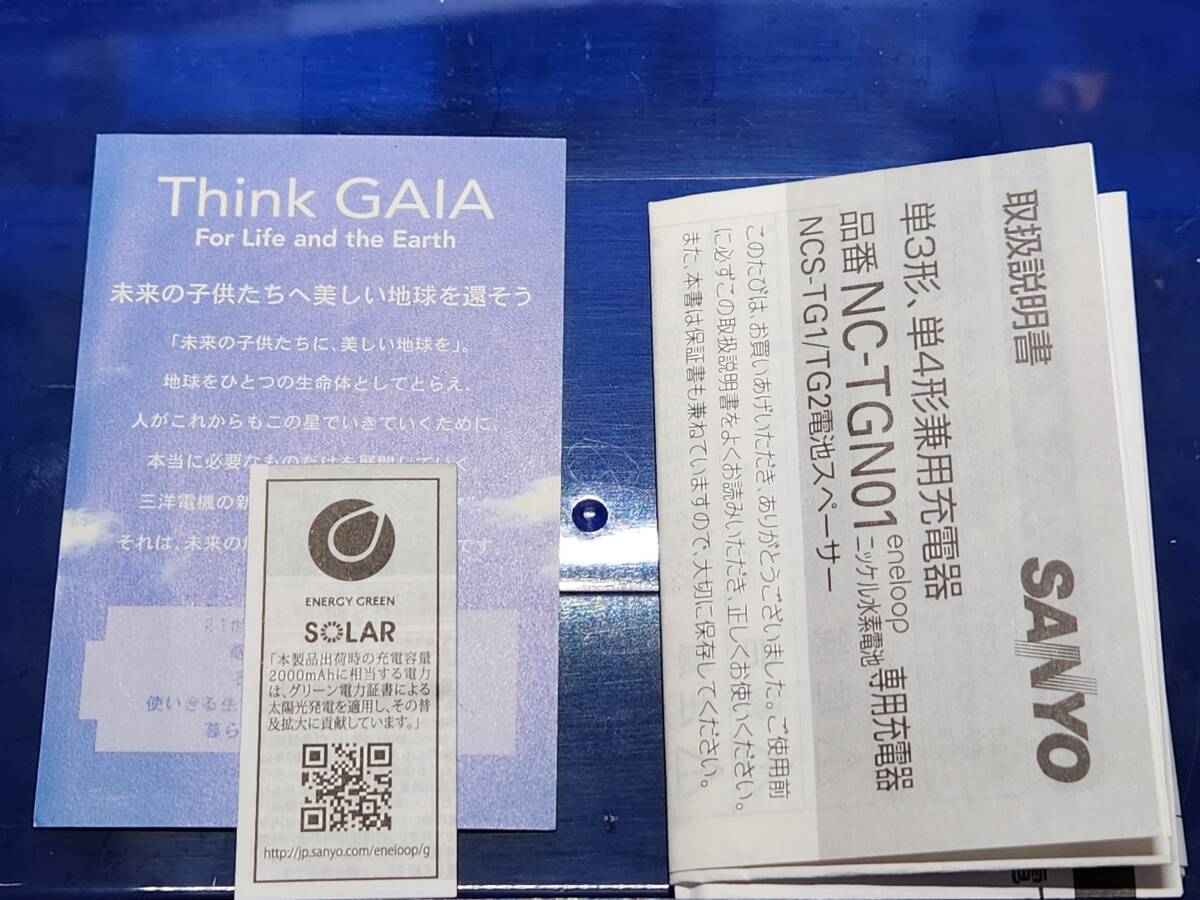 Think GAIA
For Life and the Earth
未来の子供たちへ美しい地球を還そう
「未来の子供たちに、美しい地球を」。
地球をひとつの生命体としてとらえ、
人がこれからもこの星でいきていくために、
本当に必要なものだけを展開していく
三洋電機の新
それは、未来の
です。
21世
使いきる生
暮ら
ENERGY GREEN
SOLAR
「本製品出荷時の充電容量
2000mAhに相当する電力
は、グリーン電力証書による
太陽光発電を適用し、その普
及拡大に貢献しています。」
http://jp.sanyo.com/eneloop/g
取扱説明書
SANYO
単3形、単4形兼用充電器
品番 NC-TGN01 eneloop ニッケル水素電池 専用充電器
NCS-TG1/TG2電池スペーサー
このたびは、お買いあげいただき、ありがとうございました。ご使用前
に必ずこの取扱説明書をよくお読みいただき、正しくお使いください。
また、本書は保証書も兼ねていますので、大切に保存してください。